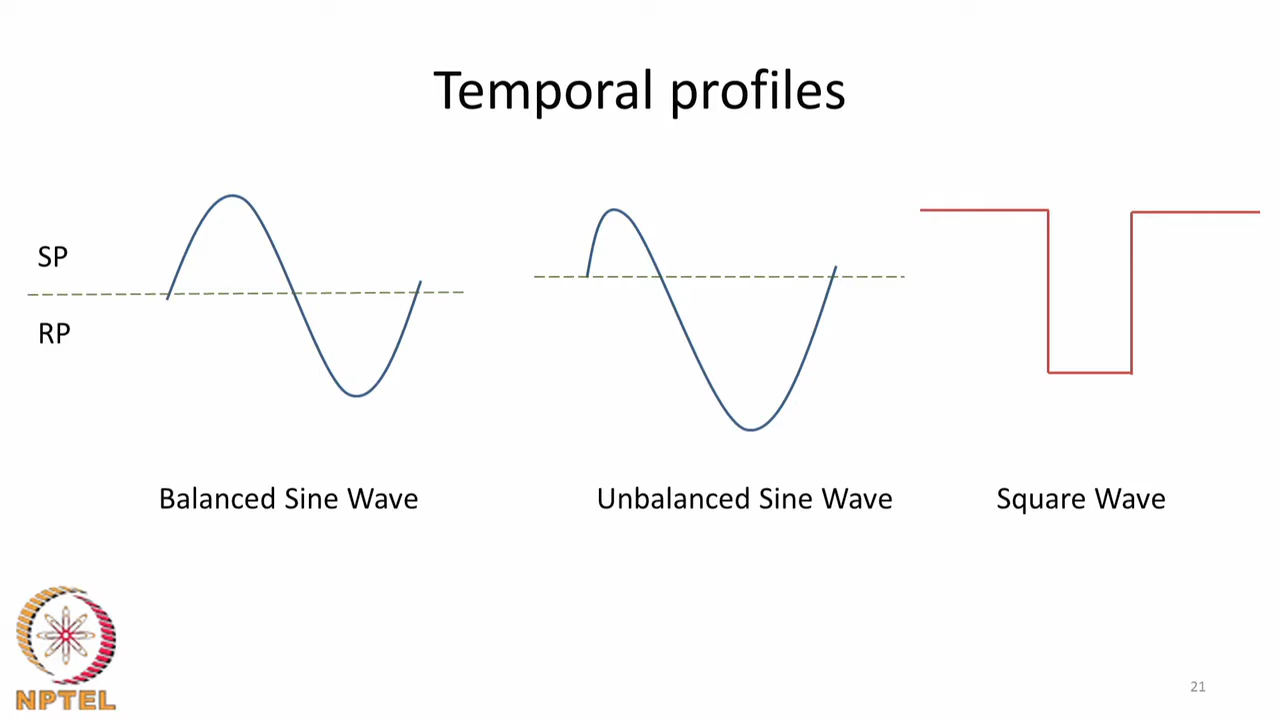 Temporal profiles
SP
RP
Balanced Sine Wave
Unbalanced Sine Wave
Square Wave
NPTEL
21